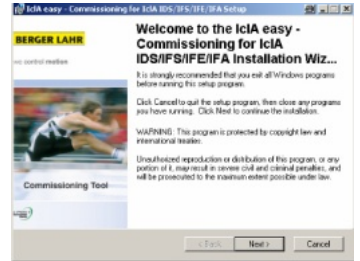 IclA easy - Commissioning for IclA IDS/IFS/IFE/IFA Setup
BERGER LAHR
we control motion
Commissioning Tool
Welcome to the IclA easy -
Commissioning for IclA
IDS/IFS/IFE/IFA Installation Wiz...
It is strongly recommended that you exit all Windows programs
before running this setup program.
Click Cancel to quit the setup program, then close any programs
you have running. Click Next to continue the installation.
WARNING: This program is protected by copyright law and
international treaties.
Unauthorized reproduction or distribution of this program, or any
portion of it, may result in severe civil and criminal penalties, and
will be prosecuted to the maximum extent possible under law.
< Back
Next >
Cancel